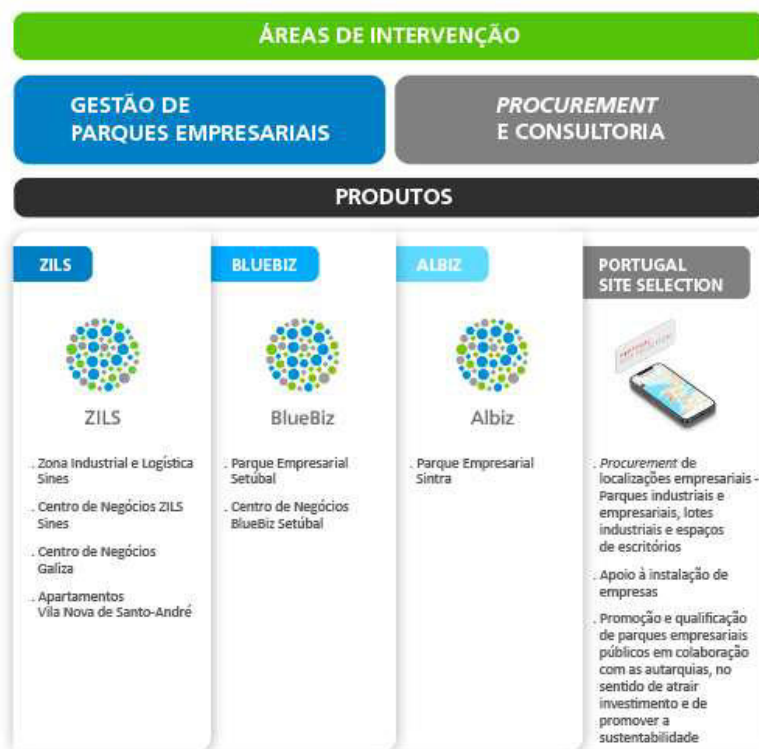 ÁREAS DE INTERVENÇÃO
GESTÃO DE
PARQUES EMPRESARIAIS
PROCUREMENT
E CONSULTORIA
PRODUTOS
ZILS
ZILS
. Zona Industrial e Logística
Sines
. Centro de Negócios ZILS
Sines
. Centro de Negócios
Galiza
. Apartamentos
Vila Nova de Santo-André
BLUEBIZ
BlueBiz
. Parque Empresarial
Setúbal
. Centro de Negócios
BlueBiz Setúbal
ALBIZ
Albiz
. Parque Empresarial
Sintra
PORTUGAL
SITE SELECTION
PORTUGAL
SITE SELECTION
. Procurement de
localizações empresariais -
Parques industriais e
empresariais, lotes
industriais e espaços
de escritórios
. Apoio à instalação de
empresas
. Promoção e qualificação
de parques empresariais
públicos em colaboração
com as autarquias, no
sentido de atrair
investimento e de
promover a
sustentabilidade